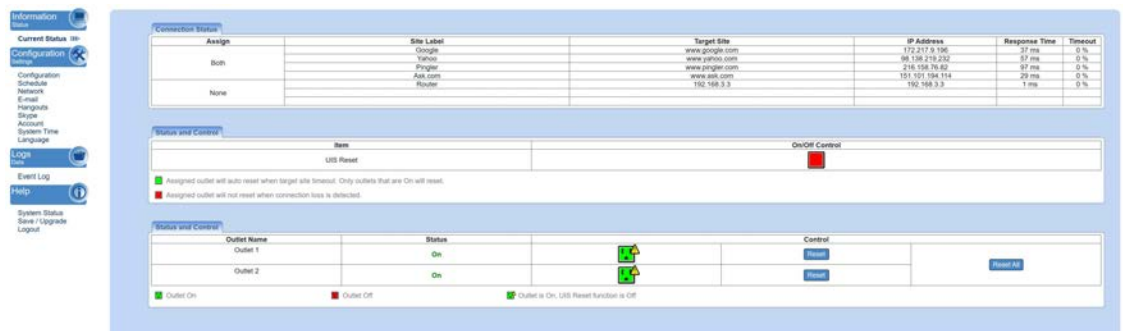 Information
Status
Current Status
Configuration
Settings
Configuration
Schedule
Network
E-mail
Hangouts
Skype
Account
System Time
Language
Logs
Data
Event Log
Help
System Status
Save / Upgrade
Logout
Connection Status
Assign Site Label Target Site IP Address Response Time Timeout
Both
Google www.google.com 172.217.9.196 37 ms 0 %
Yahoo www.yahoo.com 98.138.219.232 57 ms 0 %
Pingler www.pingler.com 216.158.76.82 97 ms 0 %
Ask.com www.ask.com 151.101.194.114 29 ms 0 %
None
Router 192.168.3.3 192.168.3.3 1 ms 0 %
Status and Control
Item On/Off Control
UIS Reset
Assigned outlet will auto reset when target site timeout. Only outlets that are On will reset.
Assigned outlet will not reset when connection loss is detected.
Status and Control
Outlet Name Status Control
Outlet 1 On Reset
Reset All
Outlet 2 On Reset
Outlet On Outlet Off Outlet is On, UIS Reset function is Off